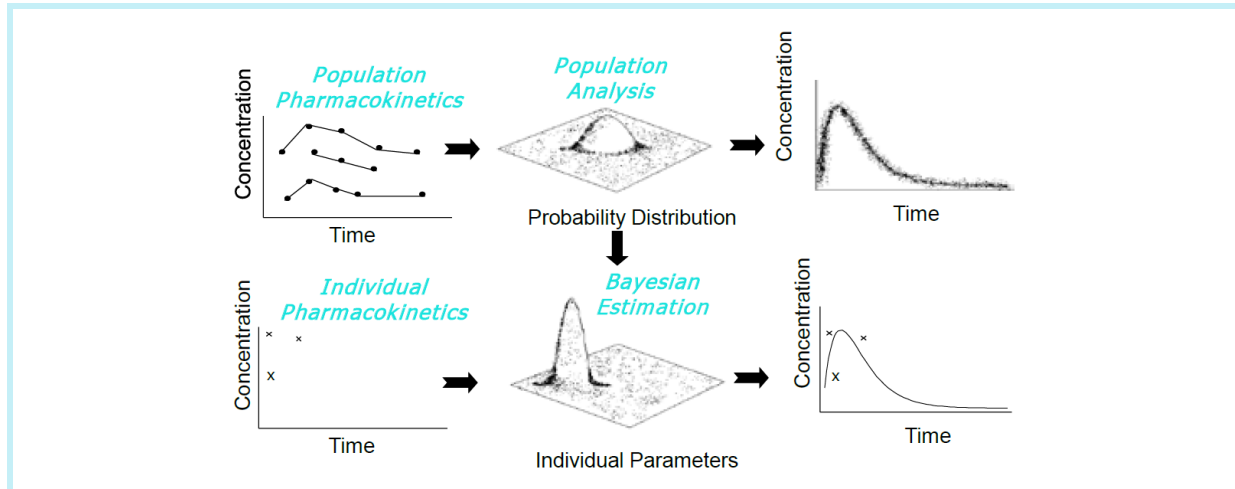 Population
Pharmacokinetics
Concentration
Time
Population
Analysis
Probability Distribution
Concentration
Time
Individual
Pharmacokinetics
Concentration
x
x
X
Time
Bayesian
Estimation
Individual Parameters
Concentration
x
x
X
Time